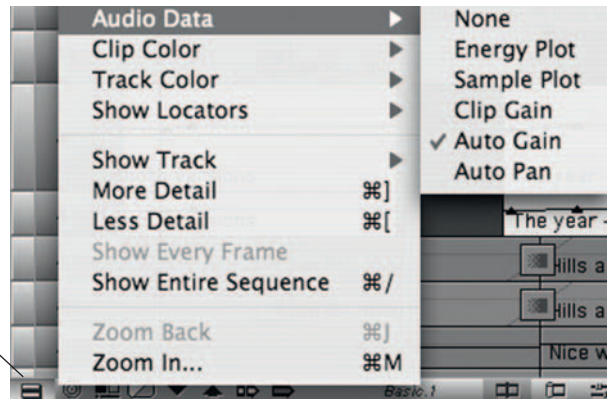 Audio Data
Clip Color
Track Color
Show Locators
Show Track
More Detail ⌘]
Less Detail ⌘[
Show Every Frame
Show Entire Sequence ⌘/
Zoom Back ⌘J
Zoom In... ⌘M
None
Energy Plot
Sample Plot
Clip Gain
✓ Auto Gain
Auto Pan
The year -
Hills a
Hills a
Nice w
Basic.1